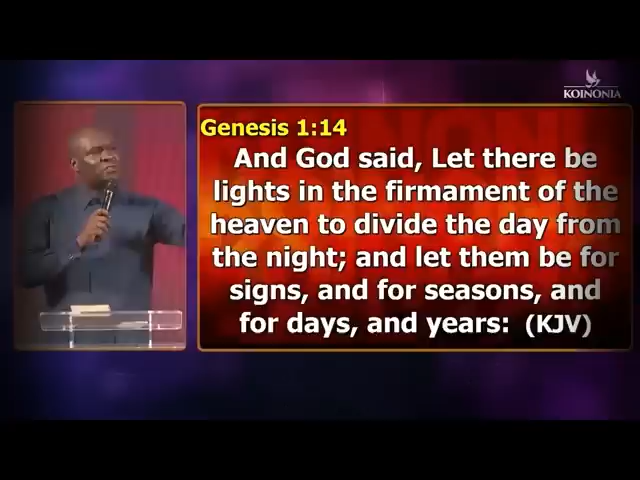 KOINONIA
Genesis 1:14
And God said, Let there be
lights in the firmament of the
heaven to divide the day from
the night; and let them be for
signs, and for seasons, and
for days, and years: (KJV)